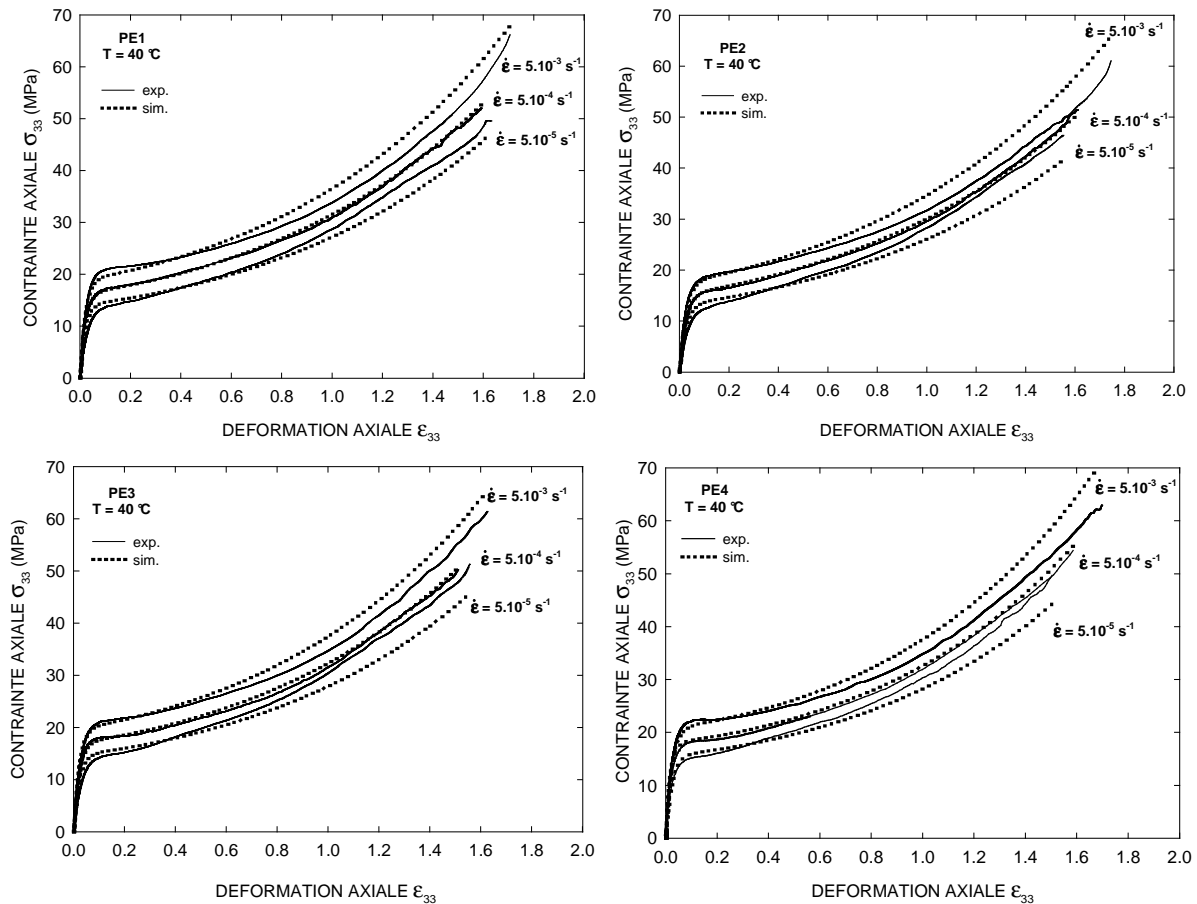 PE1
T = 40 °C
exp.
sim.
ε̇ = 5.10⁻³ s⁻¹
ε̇ = 5.10⁻⁴ s⁻¹
ε̇ = 5.10⁻⁵ s⁻¹
CONTRAINTE AXIALE σ₃₃ (MPa)
70
60
50
40
30
20
10
0
0.0 0.2 0.4 0.6 0.8 1.0 1.2 1.4 1.6 1.8 2.0
DEFORMATION AXIALE ε₃₃
PE2
T = 40 °C
exp.
sim.
ε̇ = 5.10⁻³ s⁻¹
ε̇ = 5.10⁻⁴ s⁻¹
ε̇ = 5.10⁻⁵ s⁻¹
CONTRAINTE AXIALE σ₃₃ (MPa)
70
60
50
40
30
20
10
0
0.0 0.2 0.4 0.6 0.8 1.0 1.2 1.4 1.6 1.8 2.0
DEFORMATION AXIALE ε₃₃
PE3
T = 40 °C
exp.
sim.
ε̇ = 5.10⁻³ s⁻¹
ε̇ = 5.10⁻⁴ s⁻¹
ε̇ = 5.10⁻⁵ s⁻¹
CONTRAINTE AXIALE σ₃₃ (MPa)
70
60
50
40
30
20
10
0
0.0 0.2 0.4 0.6 0.8 1.0 1.2 1.4 1.6 1.8 2.0
DEFORMATION AXIALE ε₃₃
PE4
T = 40 °C
exp.
sim.
ε̇ = 5.10⁻³ s⁻¹
ε̇ = 5.10⁻⁴ s⁻¹
ε̇ = 5.10⁻⁵ s⁻¹
CONTRAINTE AXIALE σ₃₃ (MPa)
70
60
50
40
30
20
10
0
0.0 0.2 0.4 0.6 0.8 1.0 1.2 1.4 1.6 1.8 2.0
DEFORMATION AXIALE ε₃₃